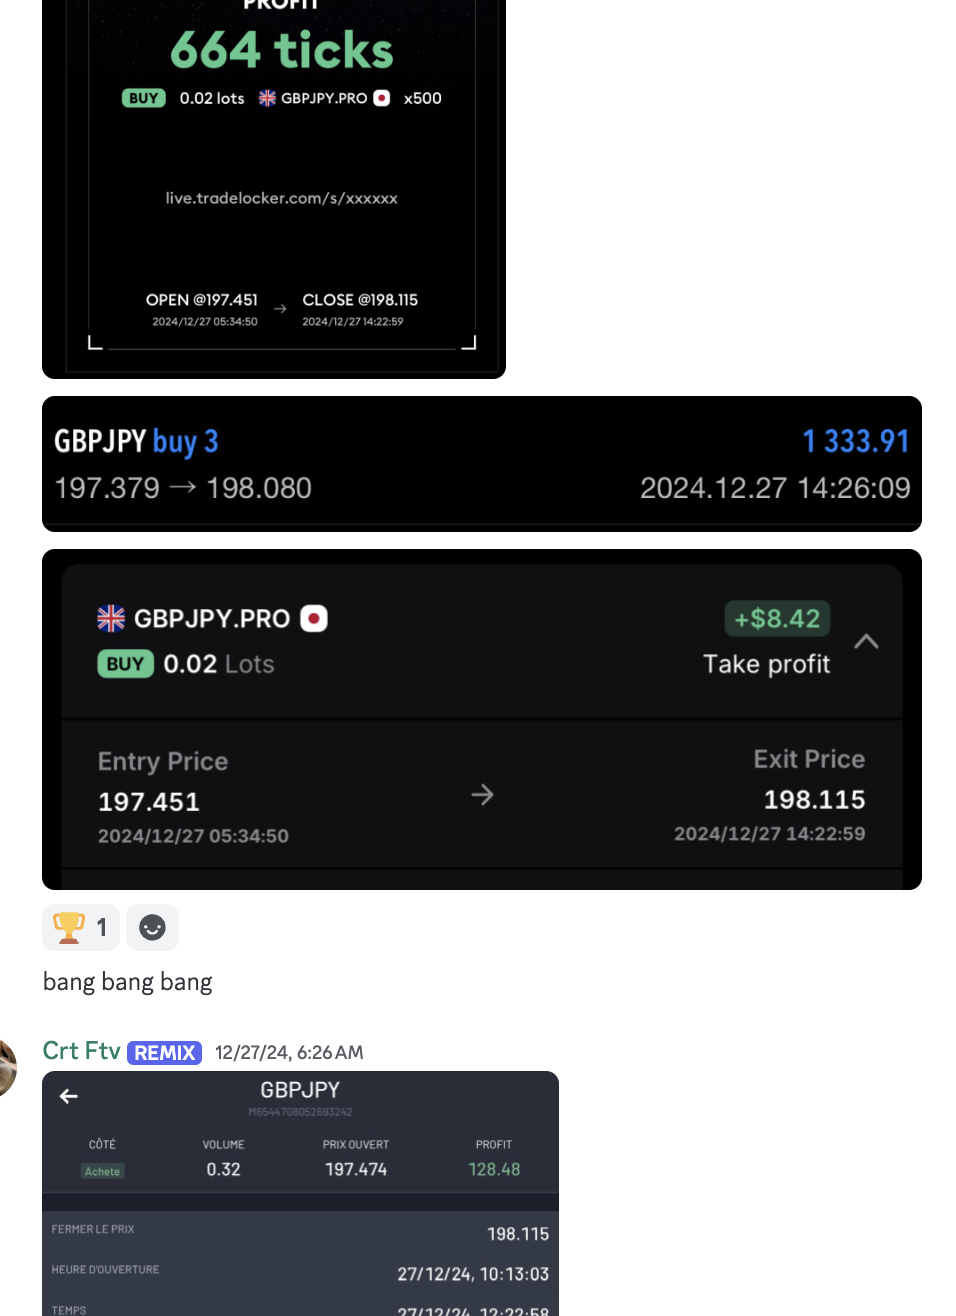 PROFIT
664 ticks
BUY 0.02 lots GBPJPY.PRO x500
live.tradelocker.com/s/xxxxxx
OPEN @197.451 → CLOSE @198.115
2024/12/27 05:34:50 2024/12/27 14:22:59
GBPJPY buy 3 1 333.91
197.379 → 198.080 2024.12.27 14:26:09
GBPJPY.PRO +$8.42
BUY 0.02 Lots Take profit
Entry Price Exit Price
197.451 → 198.115
2024/12/27 05:34:50 2024/12/27 14:22:59
🏆 1
bang bang bang
Crt Ftv REMIX 12/27/24, 6:26 AM
GBPJPY
M6544708052693242
CÔTÉ VOLUME PRIX OUVERT PROFIT
Achete 0.32 197.474 128.48
FERMER LE PRIX 198.115
HEURE D'OUVERTURE 27/12/24, 10:13:03
TEMPS 27/12/24, 12:22:58